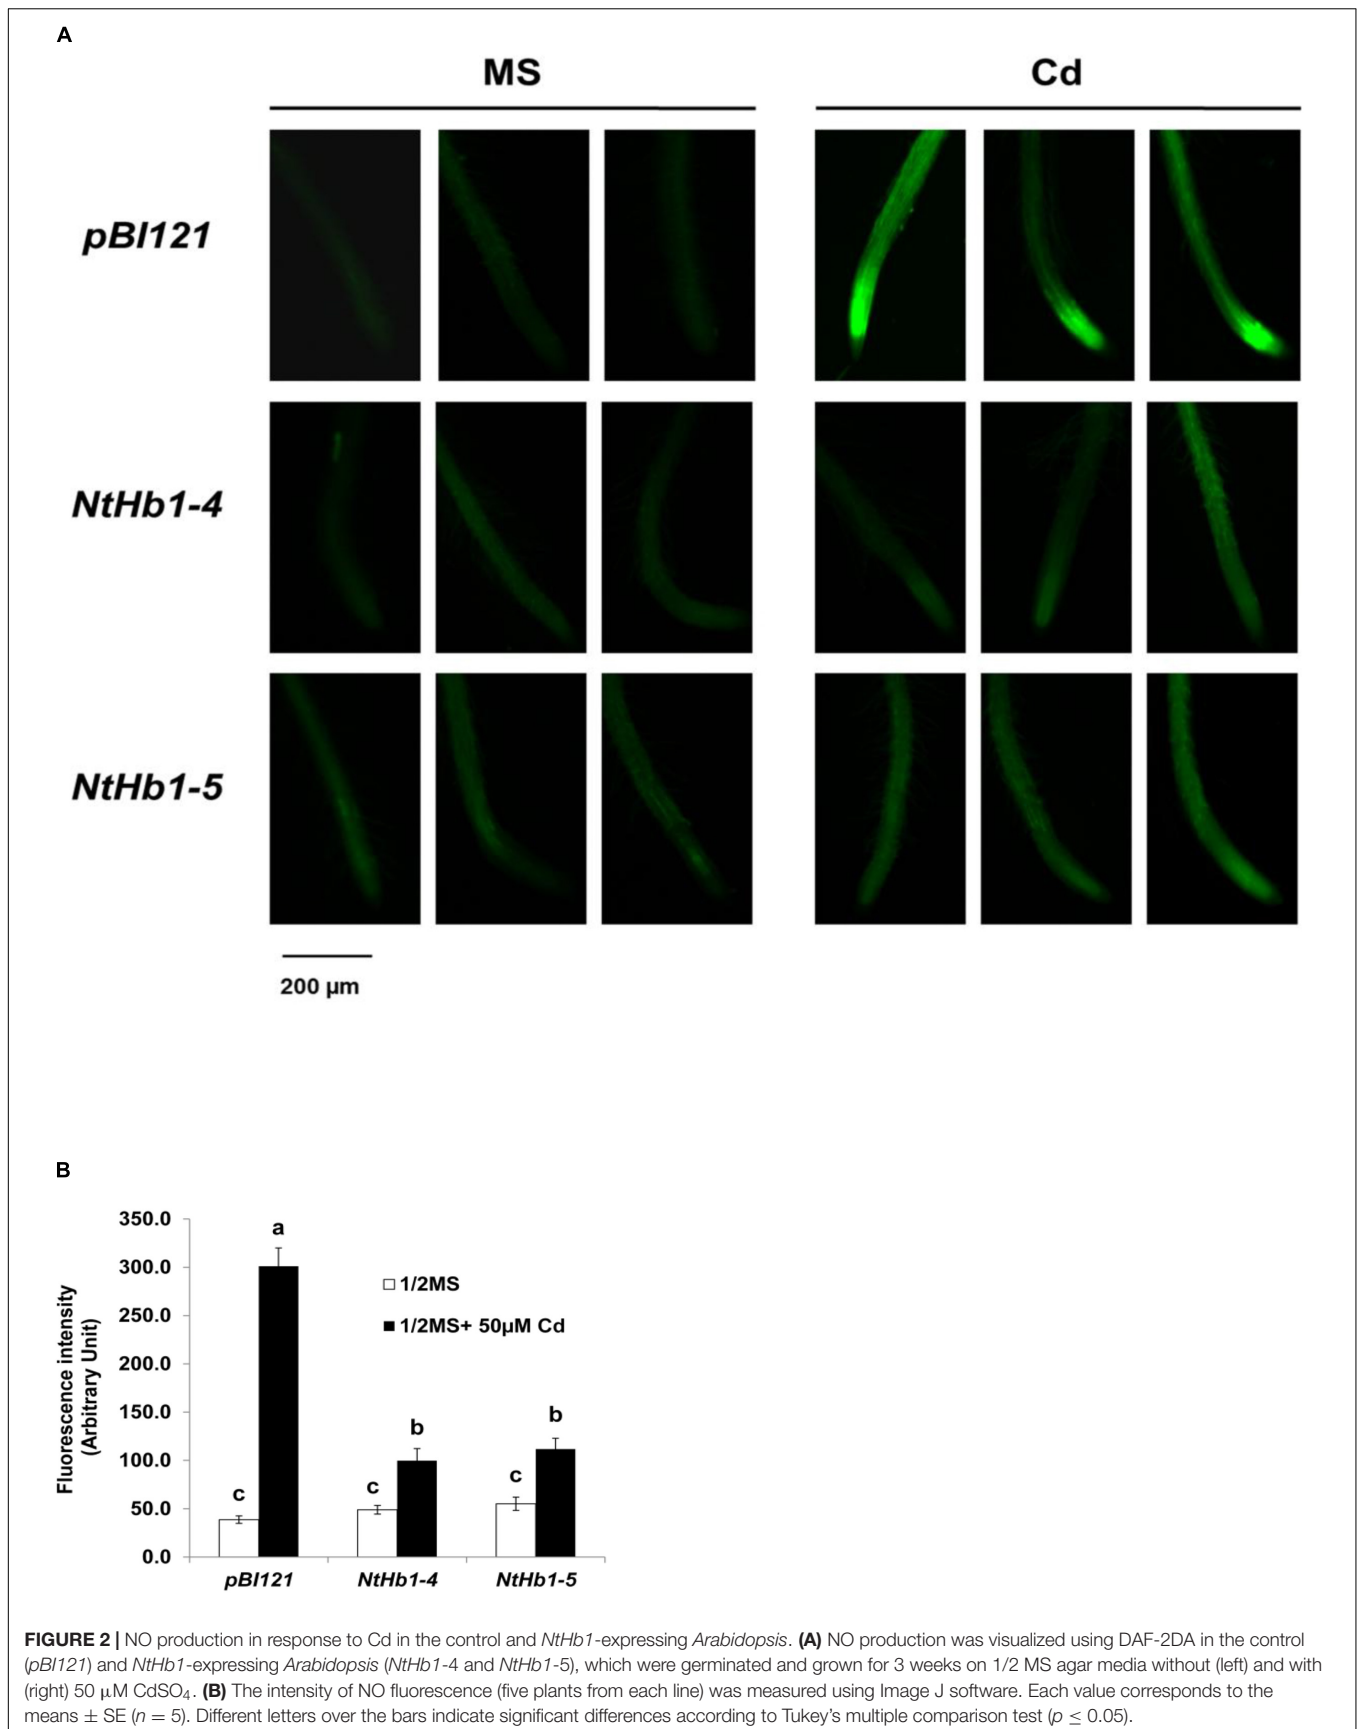 A
MS Cd
pBI121
NtHb1-4
NtHb1-5
200 µm
B
350.0
300.0
250.0
200.0
150.0
100.0
50.0
0.0
Fluorescence intensity
(Arbitrary Unit)
a
1/2MS
1/2MS+ 50µM Cd
b
b
c
c
c
pBI121 NtHb1-4 NtHb1-5
FIGURE 2 | NO production in response to Cd in the control and NtHb1-expressing Arabidopsis. (A) NO production was visualized using DAF-2DA in the control
(pBI121) and NtHb1-expressing Arabidopsis (NtHb1-4 and NtHb1-5), which were germinated and grown for 3 weeks on 1/2 MS agar media without (left) and with
(right) 50 µM CdSO₄. (B) The intensity of NO fluorescence (five plants from each line) was measured using Image J software. Each value corresponds to the
means ± SE (n = 5). Different letters over the bars indicate significant differences according to Tukey's multiple comparison test (p ≤ 0.05).